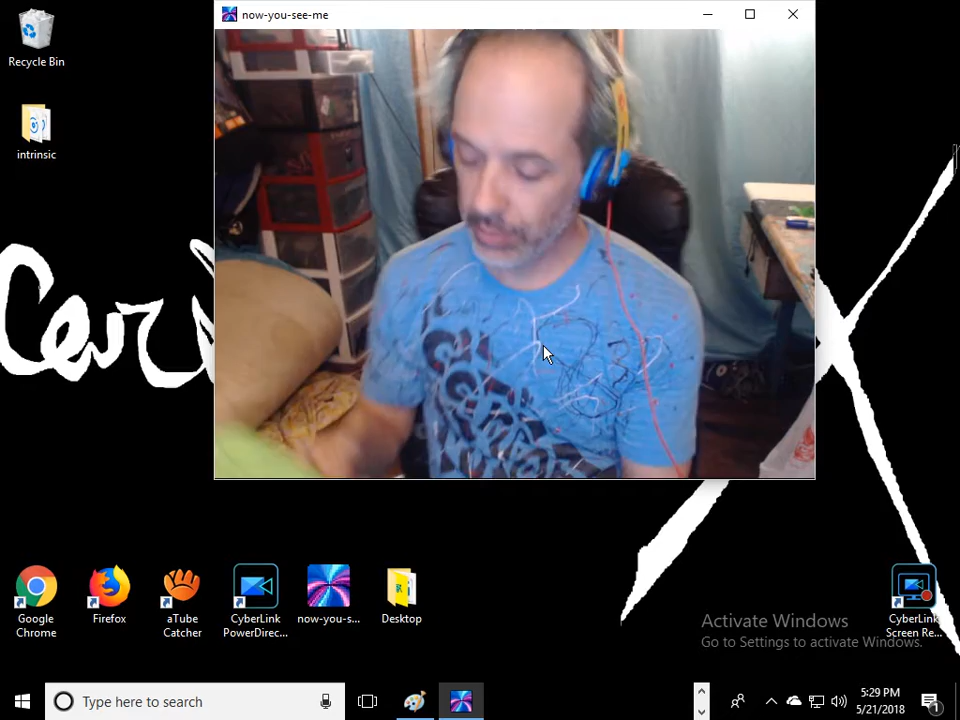 now-you-see-me
Recycle Bin
intrinsic
Google
Chrome
Firefox
aTube
Catcher
CyberLink
PowerDirec...
now-you-s...
Desktop
CyberLink
Screen Re...
Activate Windows
Go to Settings to activate Windows.
Type here to search
5:29 PM
5/21/2018
1